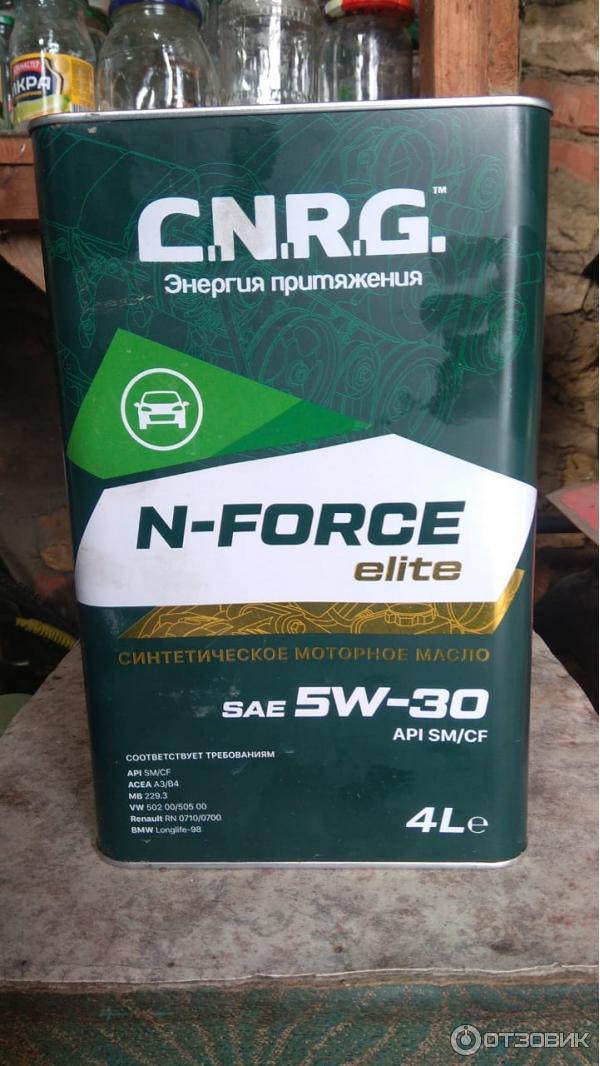 ИКРА
C.N.R.G.™
Энергия притяжения
N-FORCE
elite
СИНТЕТИЧЕСКОЕ МОТОРНОЕ МАСЛО
SAE 5W-30
API SM/CF
СООТВЕТСТВУЕТ ТРЕБОВАНИЯМ
API SM/CF
ACEA A3/B4
MB 229.3
VW 502 00/505 00
Renault RN 0710/0700
BMW Longlife-98
4L e
ОТЗОВИК